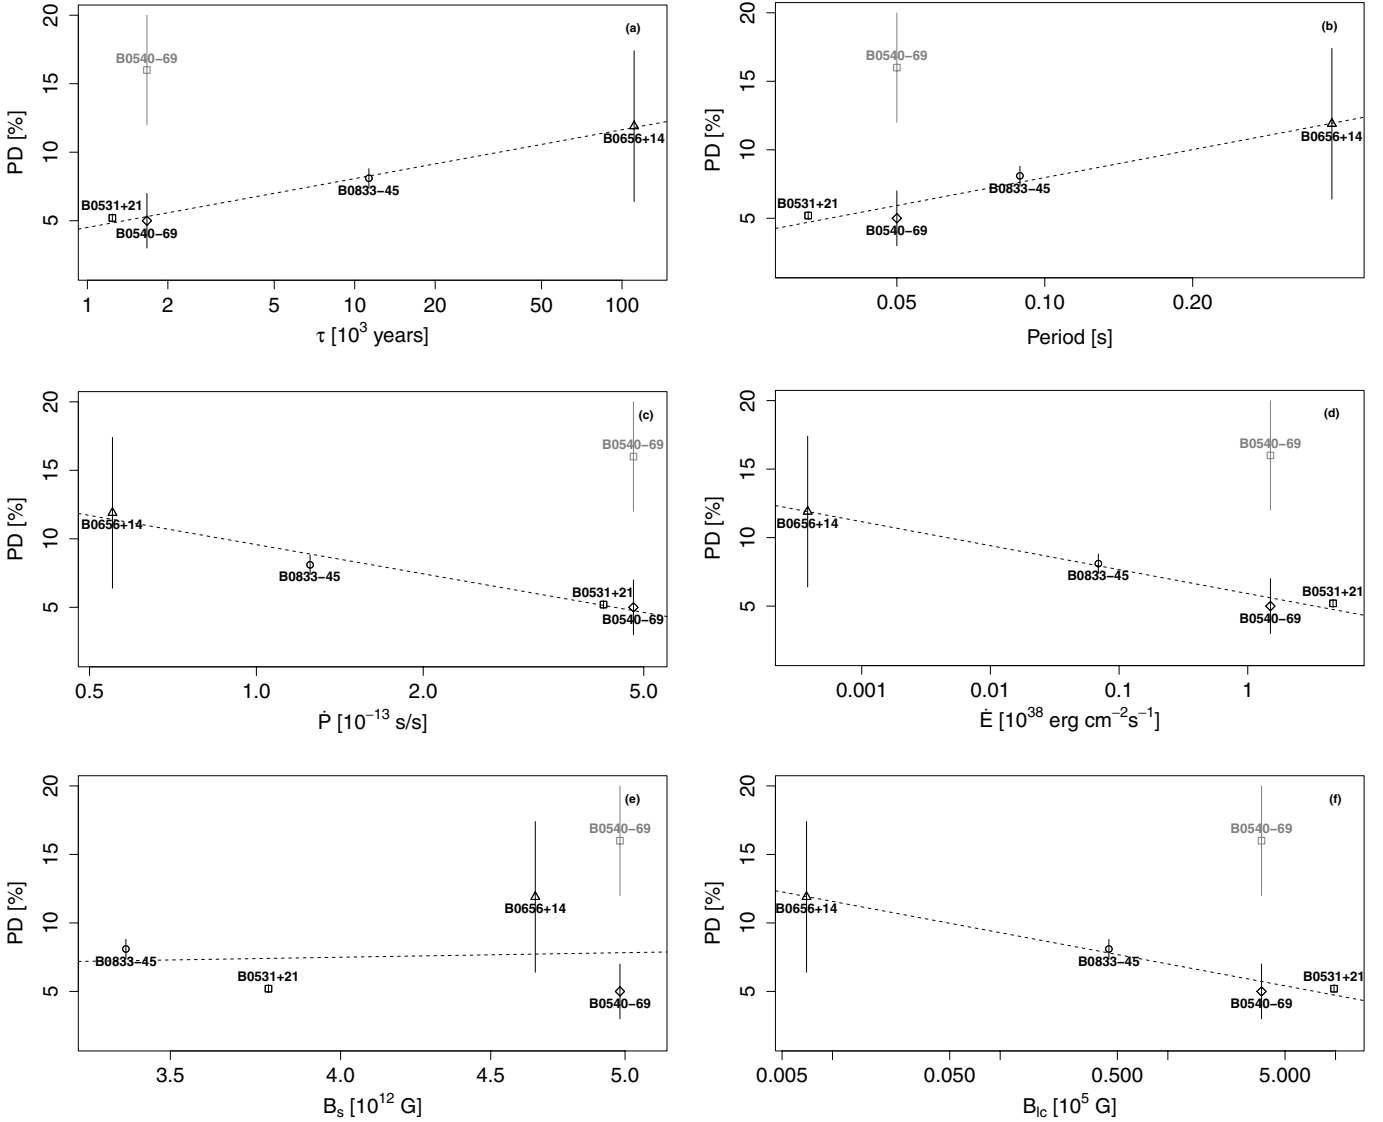 (a)
PD [%]
20
15
10
5
B0540−69
B0531+21
B0540−69
B0833−45
B0656+14
1 2 5 10 20 50 100
τ [10³ years]
(b)
PD [%]
20
15
10
5
B0540−69
B0531+21
B0540−69
B0833−45
B0656+14
0.05 0.10 0.20
Period [s]
(c)
PD [%]
20
15
10
5
B0540−69
B0656+14
B0833−45
B0531+21
B0540−69
0.5 1.0 2.0 5.0
Ṗ [10⁻¹³ s/s]
(d)
PD [%]
20
15
10
5
B0540−69
B0656+14
B0833−45
B0531+21
B0540−69
0.001 0.01 0.1 1
Ė [10³⁸ erg cm⁻²s⁻¹]
(e)
PD [%]
20
15
10
5
B0540−69
B0656+14
B0833−45
B0531+21
B0540−69
3.5 4.0 4.5 5.0
Bₛ [10¹² G]
(f)
PD [%]
20
15
10
5
B0540−69
B0656+14
B0833−45
B0531+21
B0540−69
0.005 0.050 0.500 5.000
B_lc [10⁵ G]